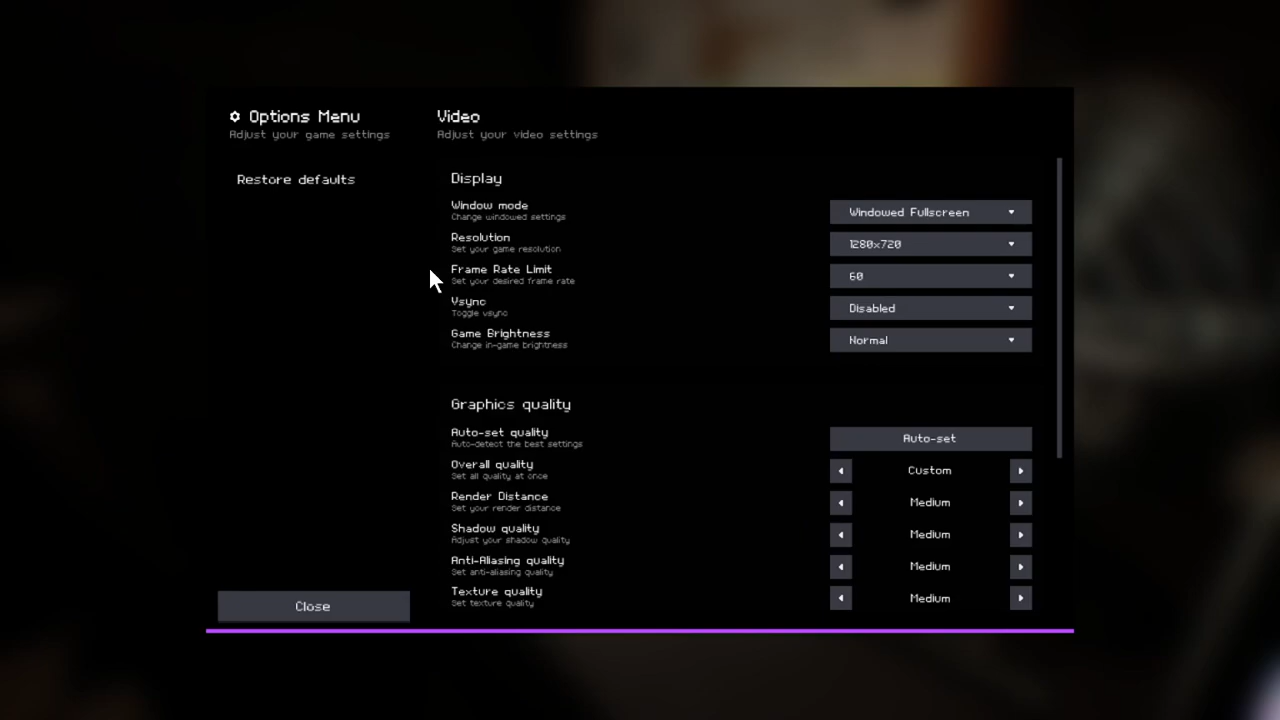 Options Menu
Adjust your game settings
Restore defaults
Close
Video
Adjust your video settings
Display
Window mode
Change windowed settings
Windowed Fullscreen
Resolution
Set your game resolution
1280x720
Frame Rate Limit
Set your desired frame rate
60
Vsync
Toggle vsync
Disabled
Game Brightness
Change in-game brightness
Normal
Graphics quality
Auto-set quality
Auto-detect the best settings
Auto-set
Overall quality
Set all quality at once
Custom
Render Distance
Set your render distance
Medium
Shadow quality
Adjust your shadow quality
Medium
Anti-Aliasing quality
Set anti-aliasing quality
Medium
Texture quality
Set texture quality
Medium